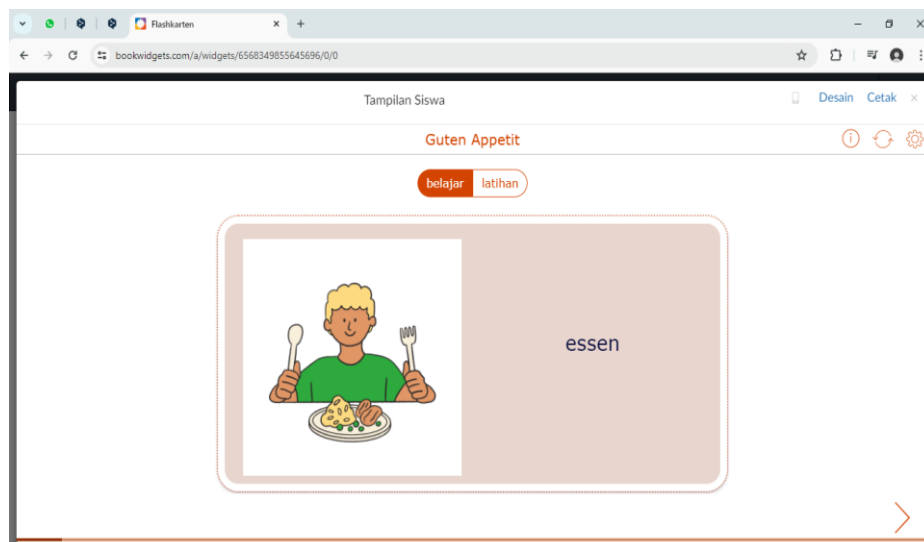 Flashkarten
bookwidgets.com/a/widgets/6568349855645696/0/0
Tampilan Siswa
Desain Cetak
Guten Appetit
belajar latihan
essen